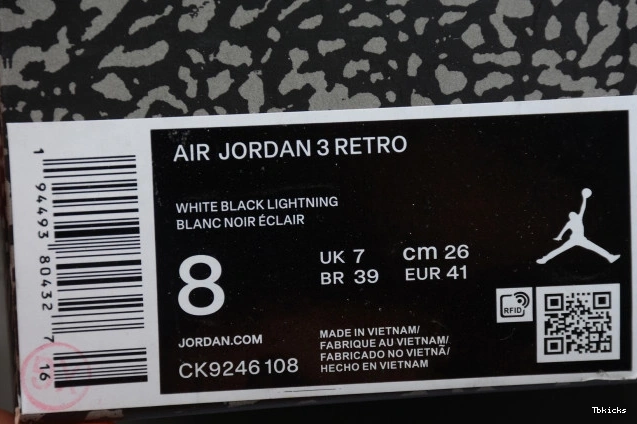 AIR JORDAN 3 RETRO
WHITE BLACK LIGHTNING
BLANC NOIR ÉCLAIR
8
UK 7 cm 26
BR 39 EUR 41
RFID
JORDAN.COM
CK9246 108
MADE IN VIETNAM/
FABRIQUE AU VIETNAM/
FABRICADO NO VIETNÃ/
HECHO EN VIETNAM
1 94493 80432 7 16
Tbkicks